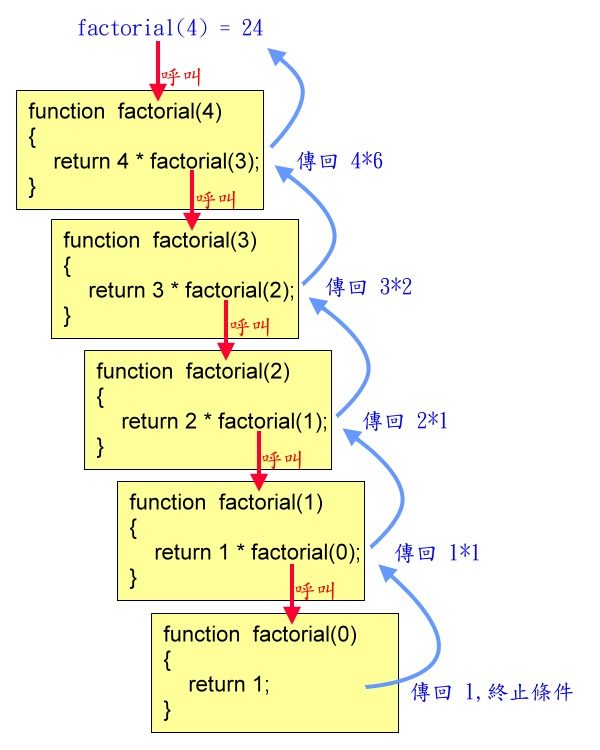 factorial(4) = 24
呼叫
function factorial(4)
{
return 4 * factorial(3);
}
傳回 4*6
呼叫
function factorial(3)
{
return 3 * factorial(2);
}
傳回 3*2
呼叫
function factorial(2)
{
return 2 * factorial(1);
}
傳回 2*1
呼叫
function factorial(1)
{
return 1 * factorial(0);
}
傳回 1*1
呼叫
function factorial(0)
{
return 1;
}
傳回 1,終止條件